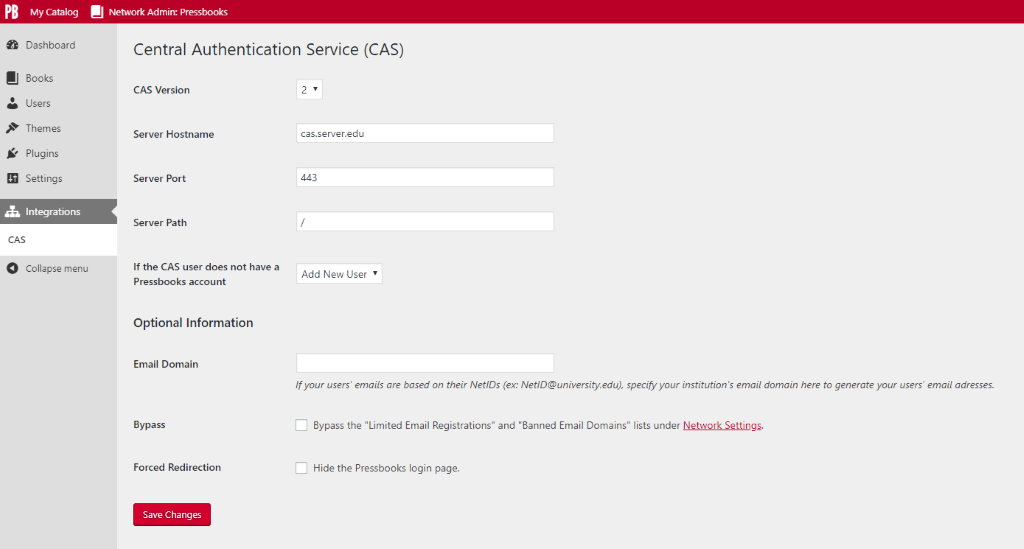 PB My Catalog Network Admin: Pressbooks
Dashboard
Books
Users
Themes
Plugins
Settings
Integrations
CAS
Collapse menu
Central Authentication Service (CAS)
CAS Version 2
Server Hostname cas.server.edu
Server Port 443
Server Path /
If the CAS user does not have a
Pressbooks account Add New User
Optional Information
Email Domain
If your users' emails are based on their NetIDs (ex: NetID@university.edu), specify your institution's email domain here to generate your users' email adresses.
Bypass Bypass the "Limited Email Registrations" and "Banned Email Domains" lists under Network Settings.
Forced Redirection Hide the Pressbooks login page.
Save Changes